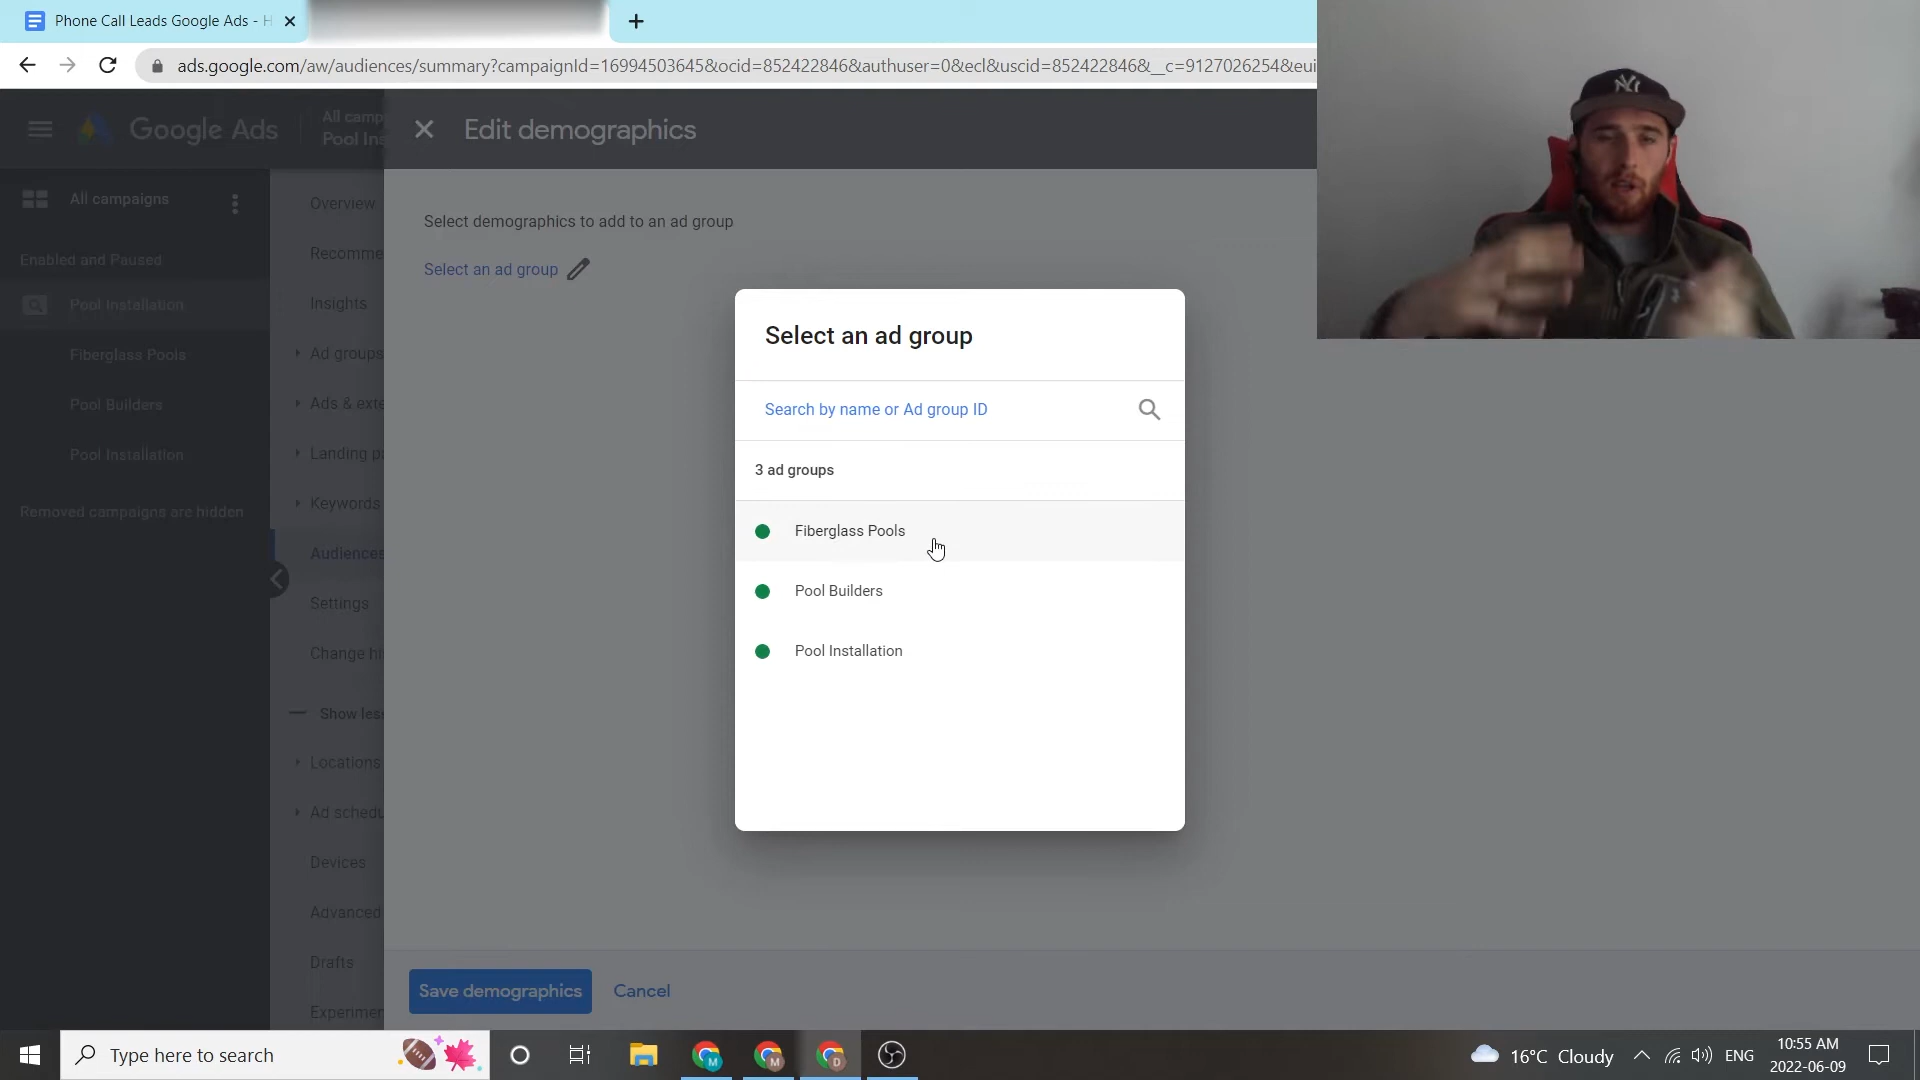 Phone Call Leads Google Ads - H
ads.google.com/aw/audiences/summary?campaignId=16994503645&ocid=852422846&authuser=0&ecl&uscid=852422846&__c=9127026254&eui
Google Ads
All camp
Pool Ins
Edit demographics
All campaigns
Enabled and Paused
Pool Installation
Fiberglass Pools
Pool Builders
Pool Installation
Removed campaigns are hidden
Overview
Recomme
Insights
Ad groups
Ads & exte
Landing p
Keywords
Audiences
Settings
Change hi
Show less
Locations
Ad schedu
Devices
Advanced
Drafts
Experimen
Select demographics to add to an ad group
Select an ad group
Select an ad group
Search by name or Ad group ID
3 ad groups
Fiberglass Pools
Pool Builders
Pool Installation
Save demographics
Cancel
NY
Type here to search
M
M
D
16°C Cloudy
ENG
10:55 AM
2022-06-09